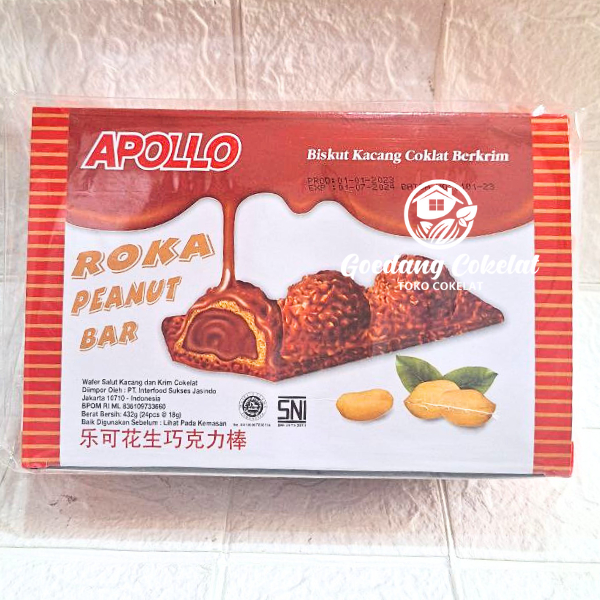 APOLLO
Biskut Kacang Coklat Berkrim
PROD:01-01-2023
EXP :01-07-2024
Goedang Cokelat
TOKO COKELAT
ROKA
PEANUT
BAR
Wafer Salut Kacang dan Krim Cokelat
Diimpor Oleh : PT. Interfood Sukses Jasindo
Jakarta 10710 - Indonesia
BPOM RI ML 836109733660
Berat Bersih: 432g (24pcs @ 18g)
Baik Digunakan Sebelum : Lihat Pada Kemasan
SNI
乐可花生巧克力棒